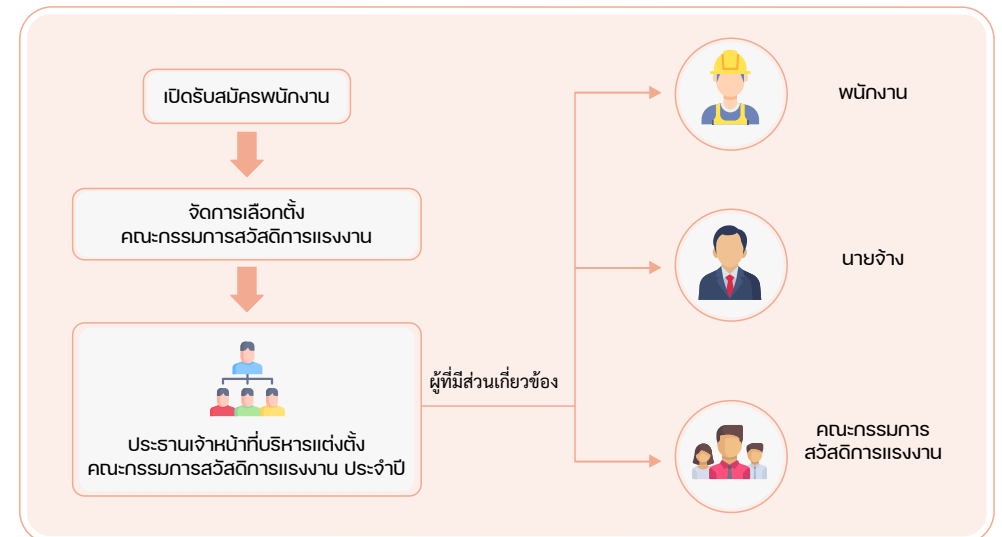 เปิดรับสมัครพนักงาน
จัดการเลือกตั้ง
คณะกรรมการสวัสดิการแรงงาน
ประธานเจ้าหน้าที่บริหารแต่งตั้ง
คณะกรรมการสวัสดิการแรงงาน ประจำปี
ผู้ที่มีส่วนเกี่ยวข้อง
พนักงาน
นายจ้าง
คณะกรรมการ
สวัสดิการแรงงาน